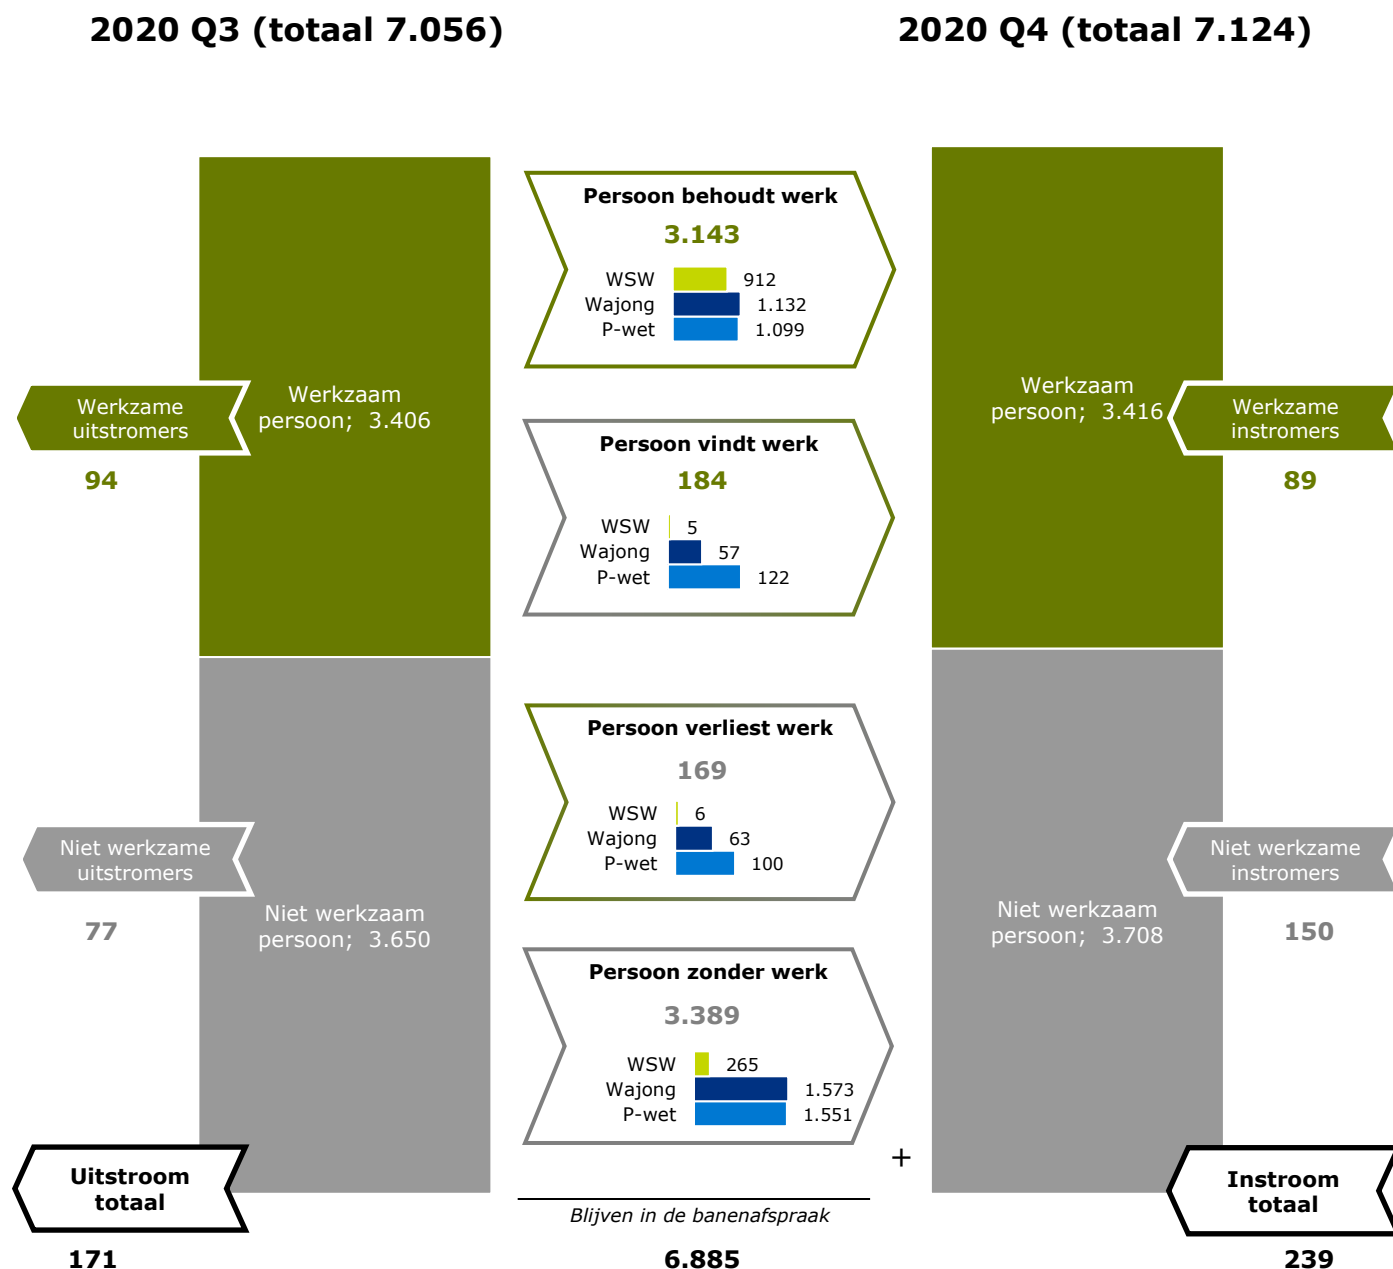 2020 Q3 (totaal 7.056)
2020 Q4 (totaal 7.124)
Persoon behoudt werk
3.143
WSW 912
Wajong 1.132
P-wet 1.099
Werkzaam
persoon; 3.406
Werkzame
uitstromers
94
Persoon vindt werk
184
WSW 5
Wajong 57
P-wet 122
Werkzaam
persoon; 3.416
Werkzame
instromers
89
Persoon verliest werk
169
WSW 6
Wajong 63
P-wet 100
Niet werkzame
uitstromers
77
Niet werkzaam
persoon; 3.650
Niet werkzaam
persoon; 3.708
Niet werkzame
instromers
150
Persoon zonder werk
3.389
WSW 265
Wajong 1.573
P-wet 1.551
+
Uitstroom
totaal
171
Blijven in de banenafspraak
6.885
Instroom
totaal
239